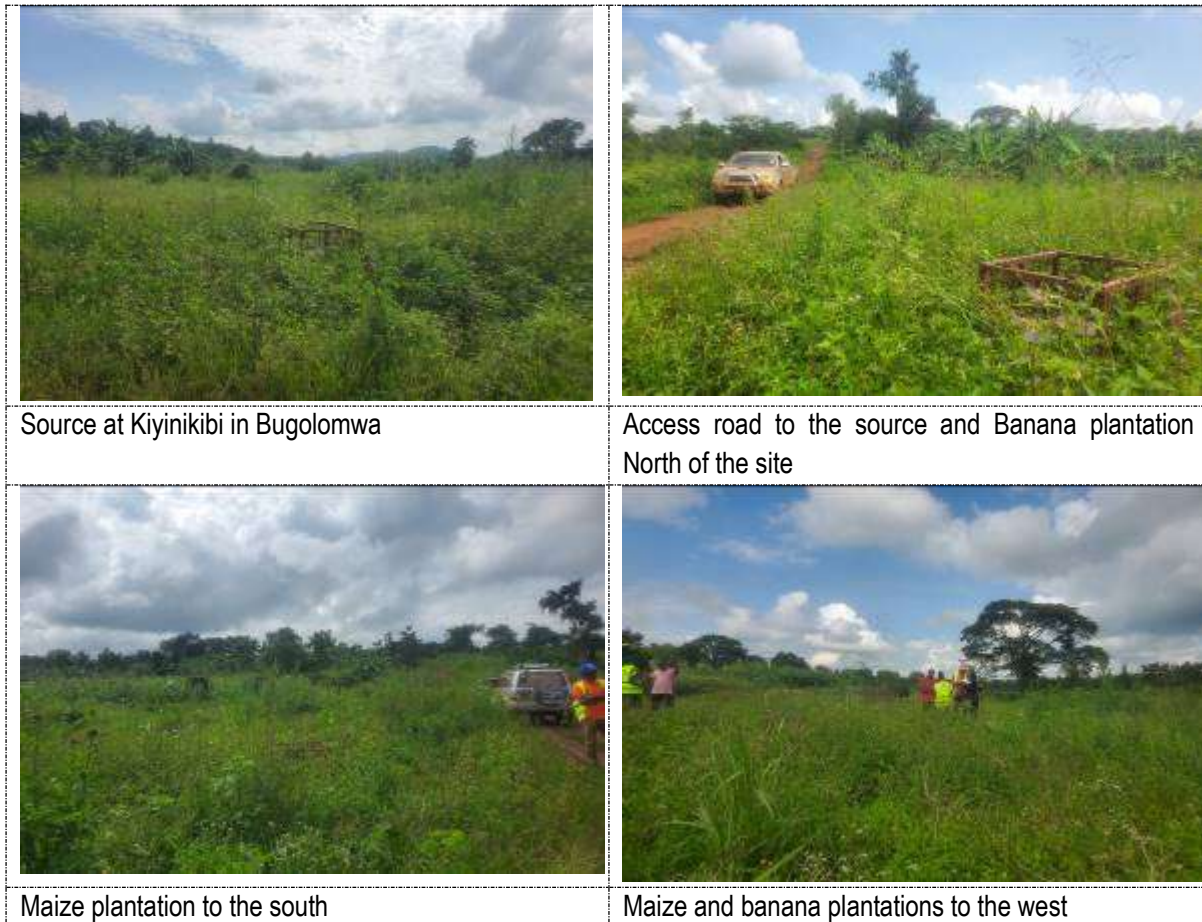 Source at Kiyinikibi in Bugolomwa
Access road to the source and Banana plantation
North of the site
Maize plantation to the south
Maize and banana plantations to the west